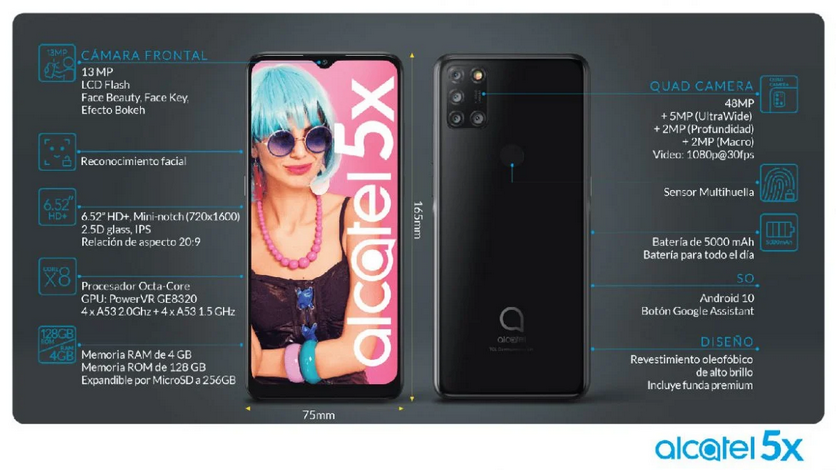 13MP
CÁMARA FRONTAL
13 MP
LCD Flash
Face Beauty, Face Key,
Efecto Bokeh
Reconocimiento facial
6.52"
HD+
6.52" HD+, Mini-notch (720x1600)
2.5D glass, IPS
Relación de aspecto 20:9
X8
Procesador Octa-Core
GPU: PowerVR GE8320
4 x A53 2.0Ghz + 4 x A53 1.5 GHz
128GB
ROM
RAM
4GB
Memoria RAM de 4 GB
Memoria ROM de 128 GB
Expandible por MicroSD a 256GB
alcatel 5x
165mm
75mm
alcatel
QUAD CAMERA
48MP
+ 5MP (UltraWide)
+ 2MP (Profundidad)
+ 2MP (Macro)
Video: 1080p@30fps
Sensor Multihuella
Batería de 5000 mAh
Batería para todo el día
SO
Android 10
Botón Google Assistant
DISEÑO
Revestimiento oleofóbico
de alto brillo
Incluye funda premium
alcatel 5x